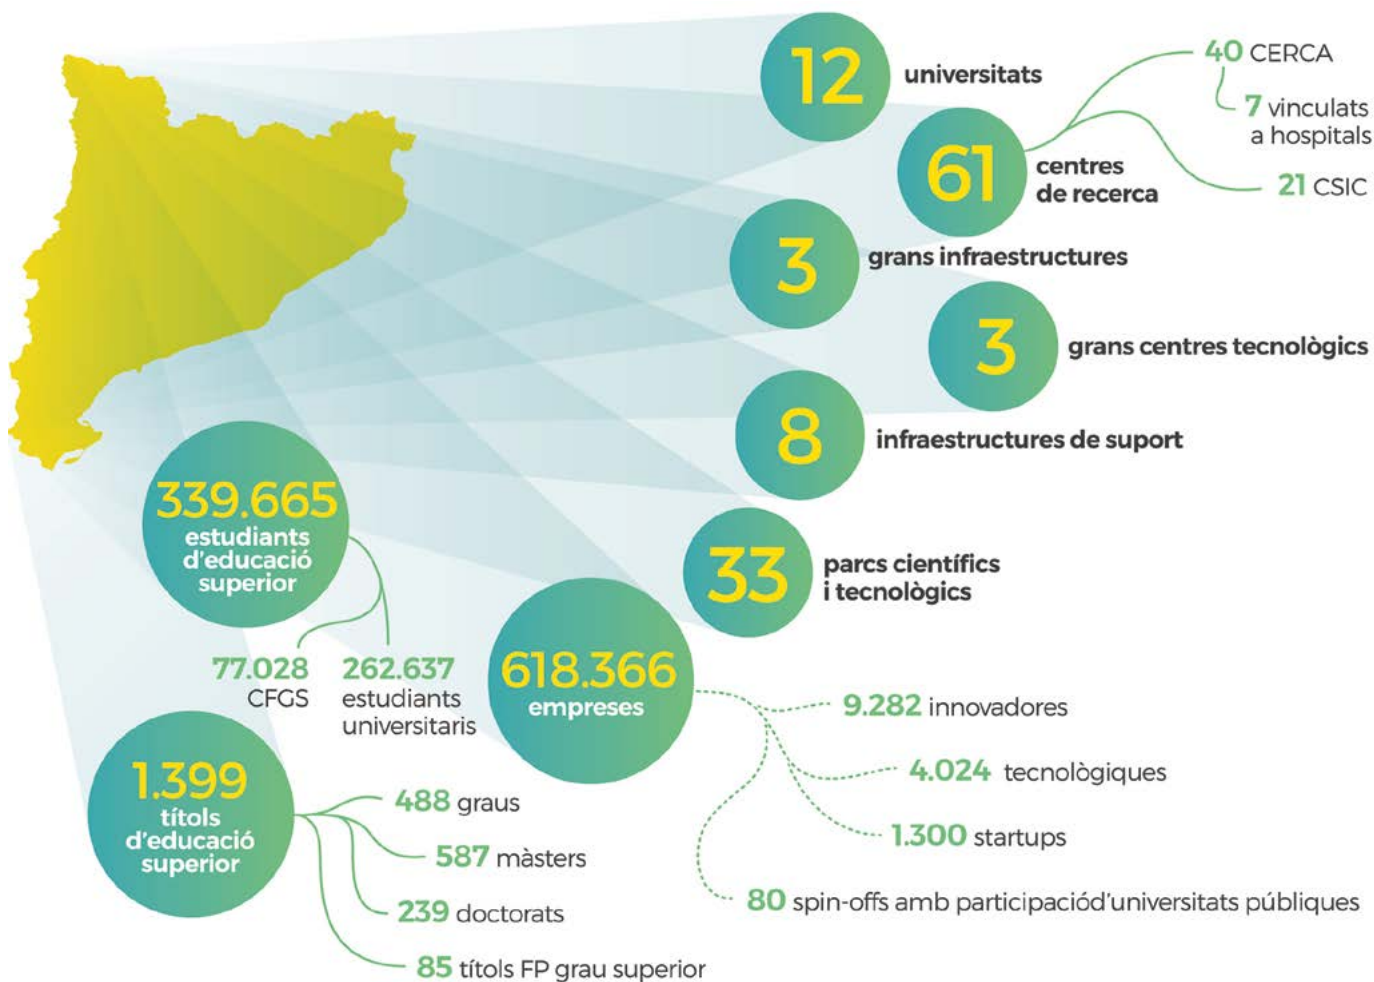 12
universitats
40 CERCA
7 vinculats
a hospitals
61
centres
de recerca
21 CSIC
3
grans infraestructures
3
grans centres tecnològics
8
infraestructures de suport
33
parcs científics
i tecnològics
339.665
estudiants
d'educació
superior
77.028
CFGS
262.637
estudiants
universitaris
618.366
empreses
9.282 innovadores
4.024 tecnològiques
1.300 startups
80 spin-offs amb participaciód'universitats públiques
1.399
títols
d'educació
superior
488 graus
587 màsters
239 doctorats
85 títols FP grau superior